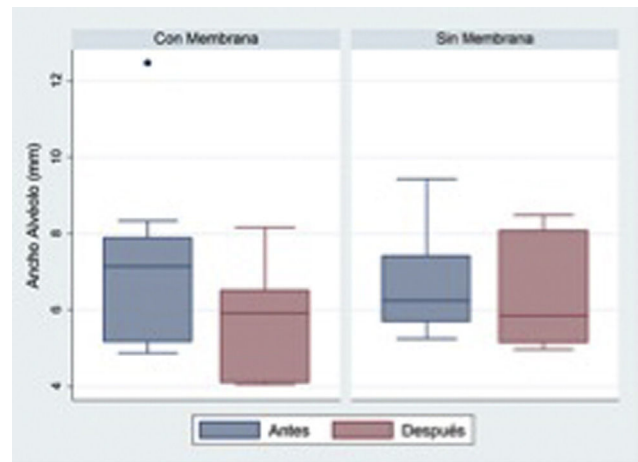 Con Membrana
Sin Membrana
Ancho Alvéolo (mm)
12
10
8
6
4
Antes
Después